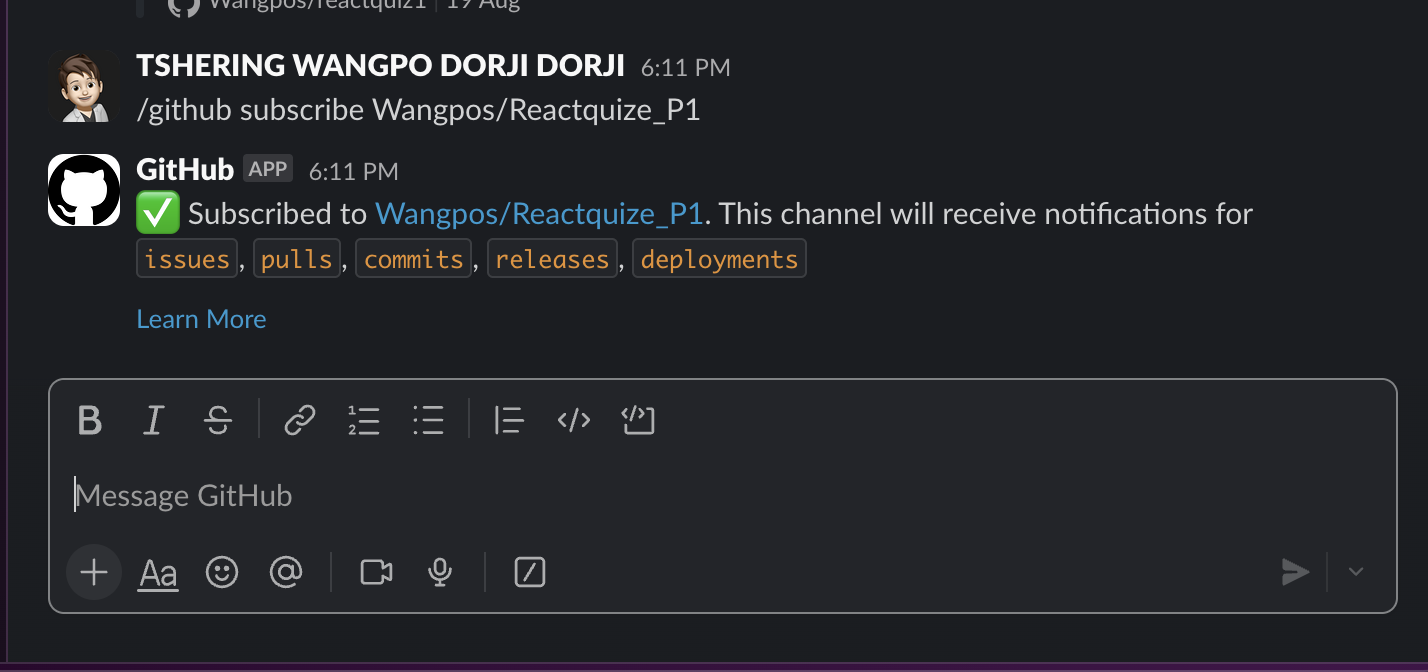 Wangpos/reactquiz1 | 19 Aug
TSHERING WANGPO DORJI DORJI 6:11 PM
/github subscribe Wangpos/Reactquize_P1
GitHub APP 6:11 PM
✅ Subscribed to Wangpos/Reactquize_P1. This channel will receive notifications for
issues, pulls, commits, releases, deployments
Learn More
Message GitHub
Aa